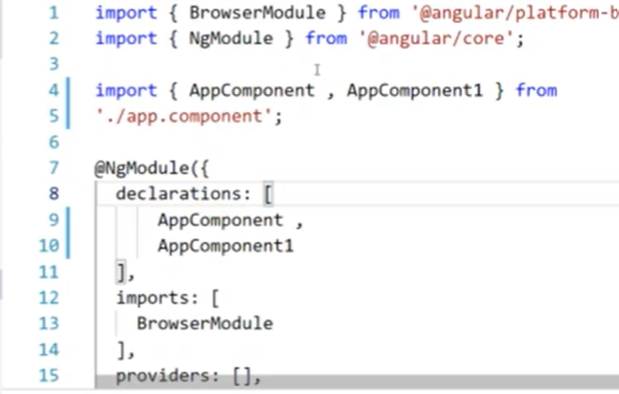 1 import { BrowserModule } from '@angular/platform-b
2 import { NgModule } from '@angular/core';
3
4 import { AppComponent , AppComponent1 } from
5 './app.component';
6
7 @NgModule({
8 declarations: [
9 AppComponent ,
10 AppComponent1
11 ],
12 imports: [
13 BrowserModule
14 ],
15 providers: [],